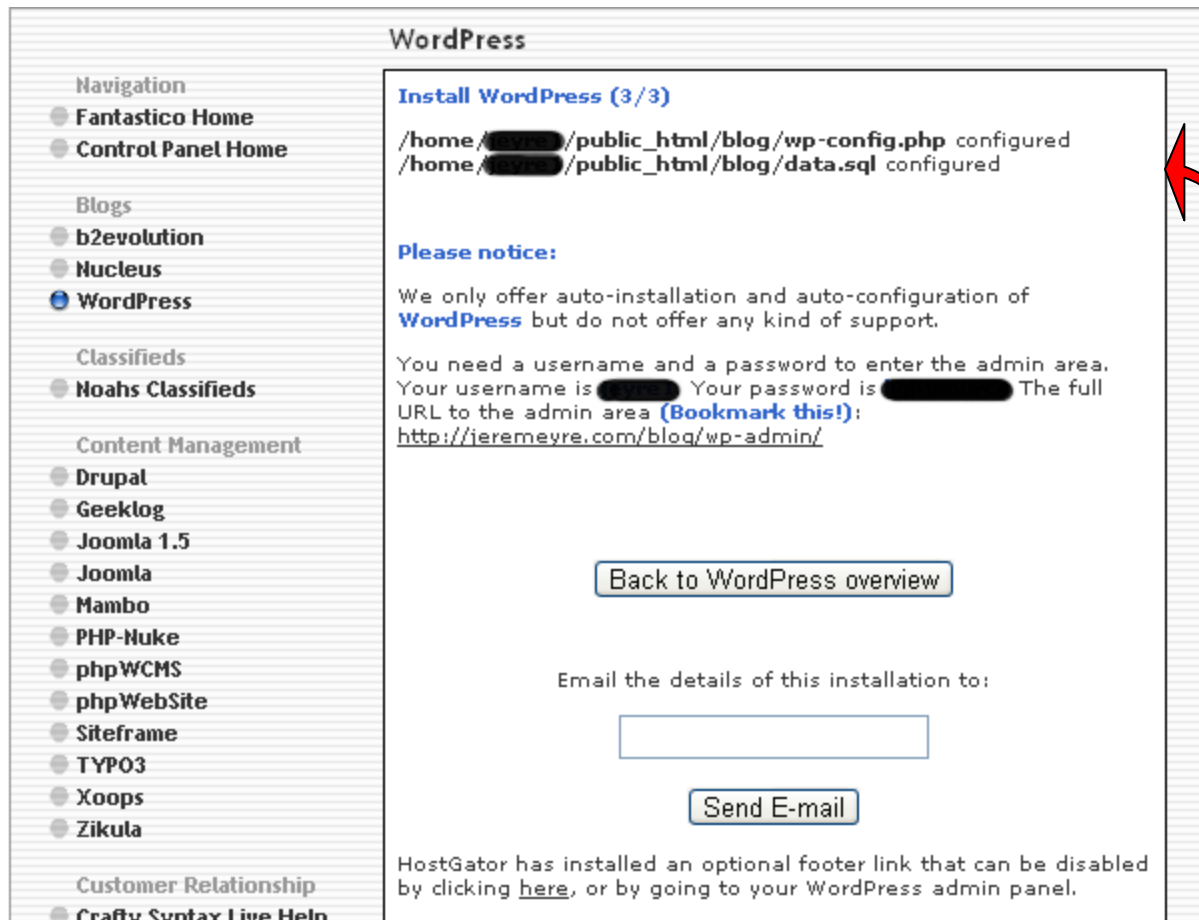 WordPress
Navigation
Fantastico Home
Control Panel Home
Blogs
b2evolution
Nucleus
WordPress
Classifieds
Noahs Classifieds
Content Management
Drupal
Geeklog
Joomla 1.5
Joomla
Mambo
PHP-Nuke
phpWCMS
phpWebSite
Siteframe
TYPO3
Xoops
Zikula
Customer Relationship
Crafty Syntax Live Help
Install WordPress (3/3)
/home/ /public_html/blog/wp-config.php configured
/home/ /public_html/blog/data.sql configured
Please notice:
We only offer auto-installation and auto-configuration of
WordPress but do not offer any kind of support.
You need a username and a password to enter the admin area.
Your username is Your password is The full
URL to the admin area (Bookmark this!):
http://jeremeyre.com/blog/wp-admin/
Back to WordPress overview
Email the details of this installation to:
Send E-mail
HostGator has installed an optional footer link that can be disabled
by clicking here, or by going to your WordPress admin panel.